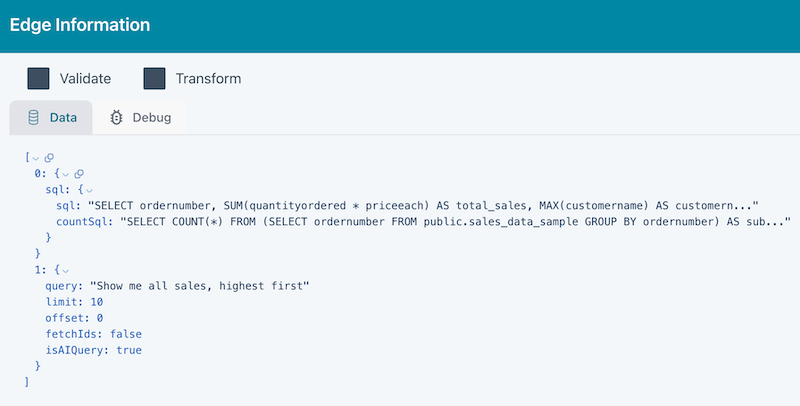 Edge Information
Validate Transform
Data Debug
[
0: {
sql: {
sql: "SELECT ordernumber, SUM(quantityordered * priceeach) AS total_sales, MAX(customername) AS customern..."
countSql: "SELECT COUNT(*) FROM (SELECT ordernumber FROM public.sales_data_sample GROUP BY ordernumber) AS sub..."
}
}
1: {
query: "Show me all sales, highest first"
limit: 10
offset: 0
fetchIds: false
isAIQuery: true
}
]